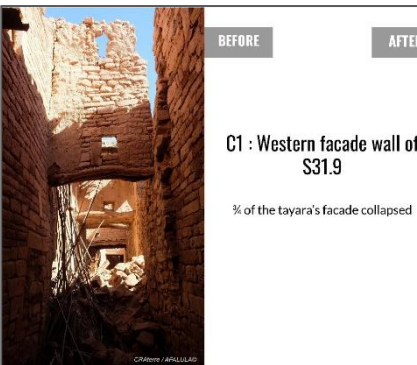 BEFORE
AFTE
C1 : Western facade wall of
S31.9
¾ of the tayara's facade collapsed
CRAterre / AFALULA©